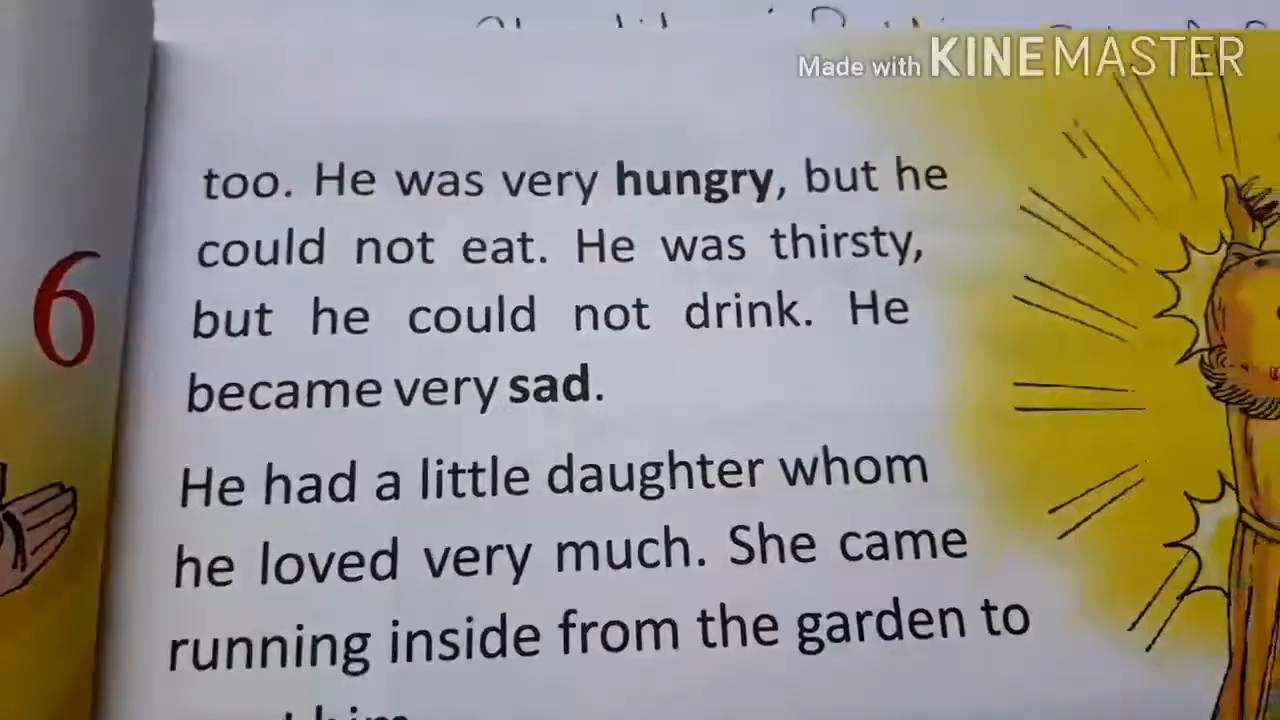 Made with KINEMASTER
6
too. He was very hungry, but he
could not eat. He was thirsty,
but he could not drink. He
became very sad.
He had a little daughter whom
he loved very much. She came
running inside from the garden to
him